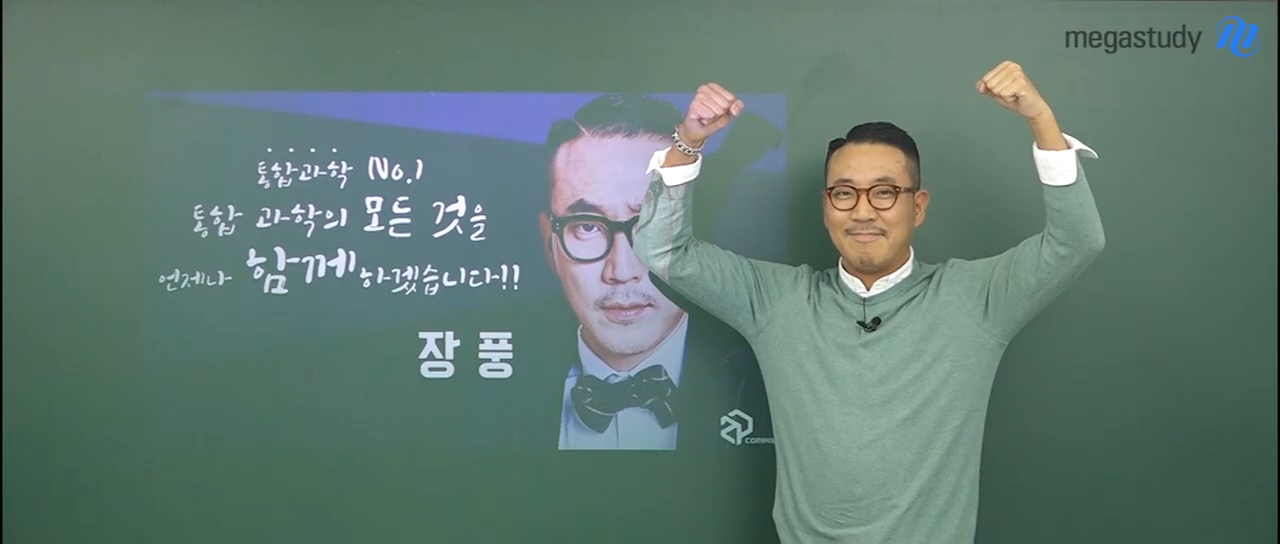 megastudy
통합과학 No.1
통합 과학의 모든 것을
언제나 함께 하겠습니다!!
장풍